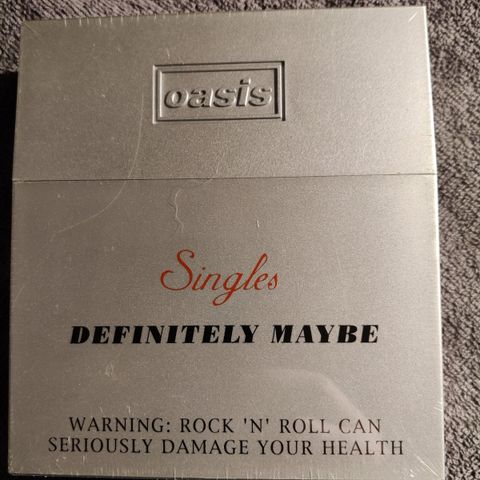 oasis
Singles
DEFINITELY MAYBE
WARNING: ROCK 'N' ROLL CAN
SERIOUSLY DAMAGE YOUR HEALTH